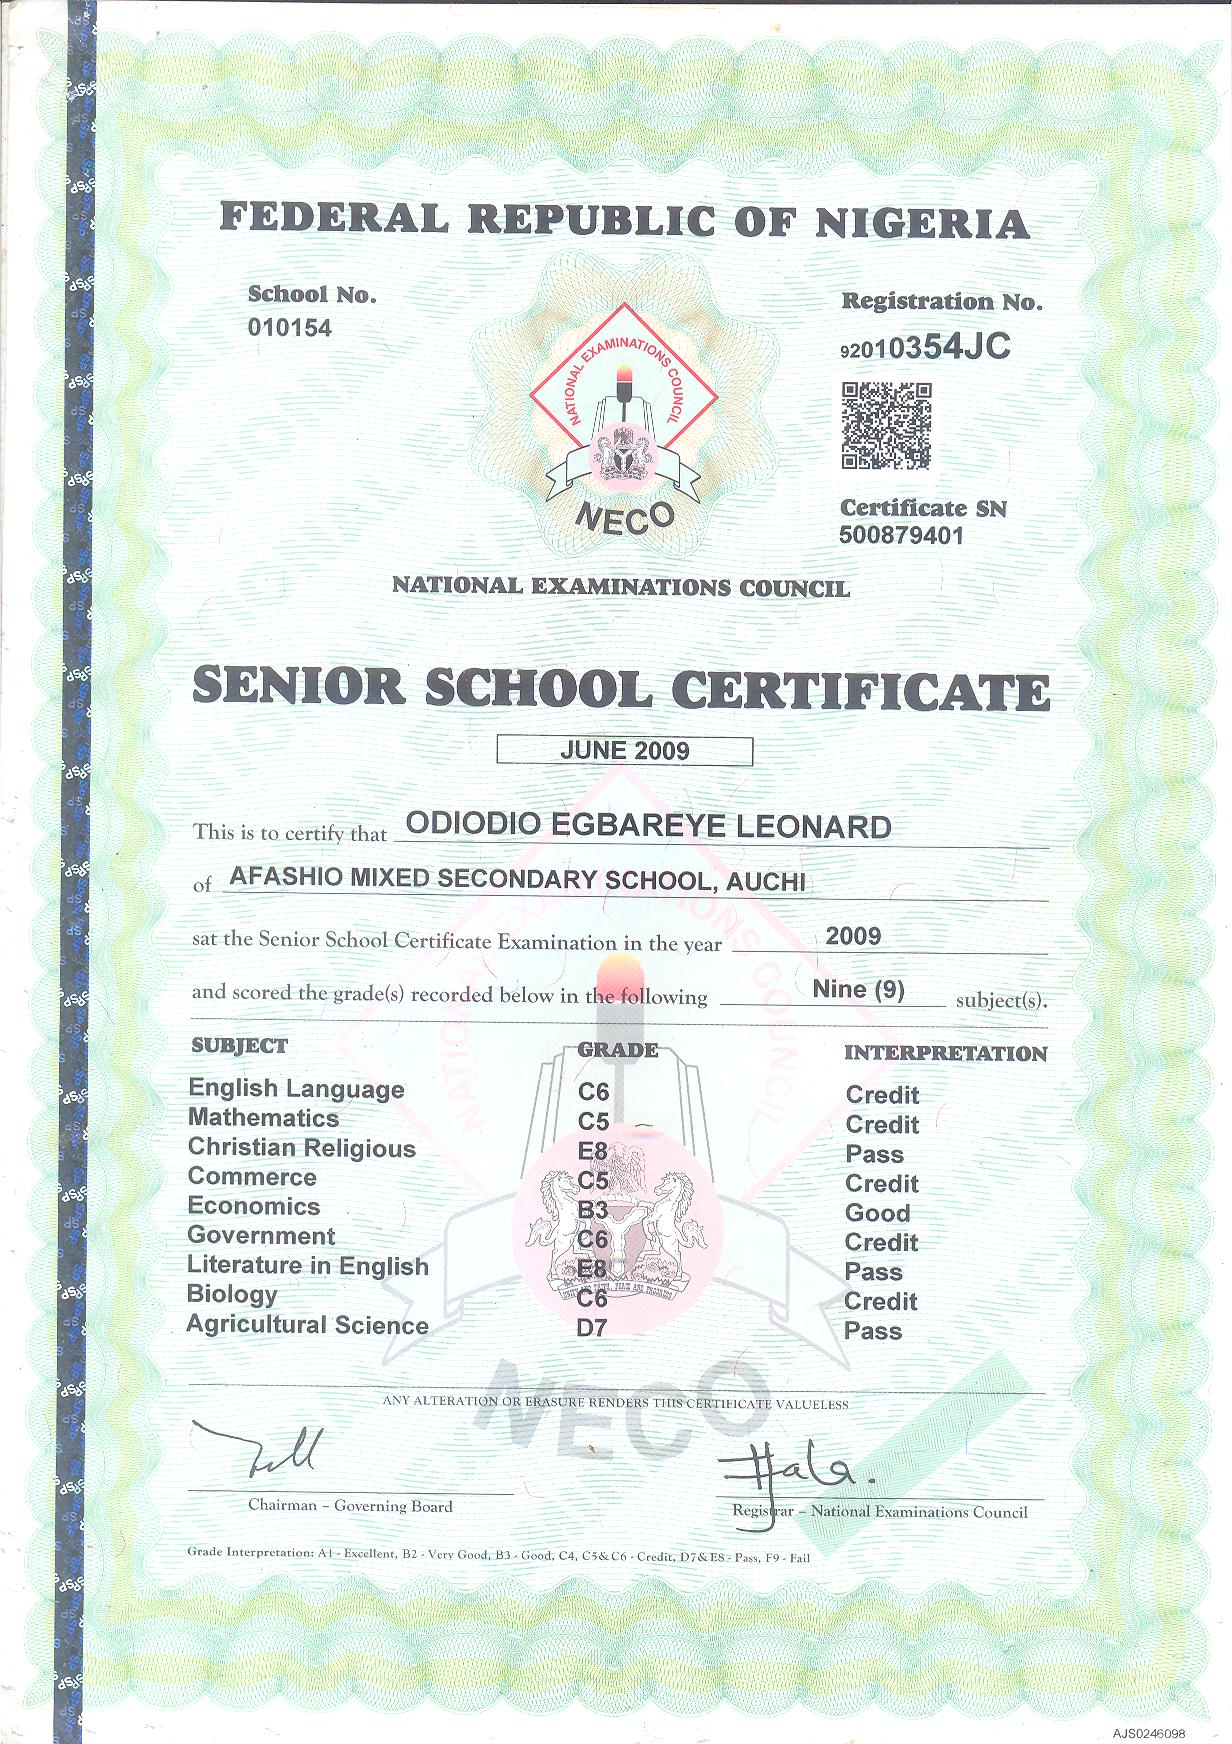 FEDERAL REPUBLIC OF NIGERIA
School No.
010154
Registration No.
92010354JC
NATIONAL EXAMINATIONS COUNCIL
NECO
Certificate SN
500879401
NATIONAL EXAMINATIONS COUNCIL
SENIOR SCHOOL CERTIFICATE
JUNE 2009
This is to certify that ODIODIO EGBAREYE LEONARD
of AFASHIO MIXED SECONDARY SCHOOL, AUCHI
sat the Senior School Certificate Examination in the year 2009
and scored the grade(s) recorded below in the following Nine (9) subject(s).
SUBJECT GRADE INTERPRETATION
English Language C6 Credit
Mathematics C5 Credit
Christian Religious E8 Pass
Commerce C5 Credit
Economics B3 Good
Government C6 Credit
Literature in English E8 Pass
Biology C6 Credit
Agricultural Science D7 Pass
NECO
ANY ALTERATION OR ERASURE RENDERS THIS CERTIFICATE VALUELESS
Chairman – Governing Board
Registrar – National Examinations Council
Grade Interpretation: A1 - Excellent, B2 - Very Good, B3 - Good, C4, C5& C6 - Credit, D7& E8 - Pass, F9 - Fail
AJS0246098